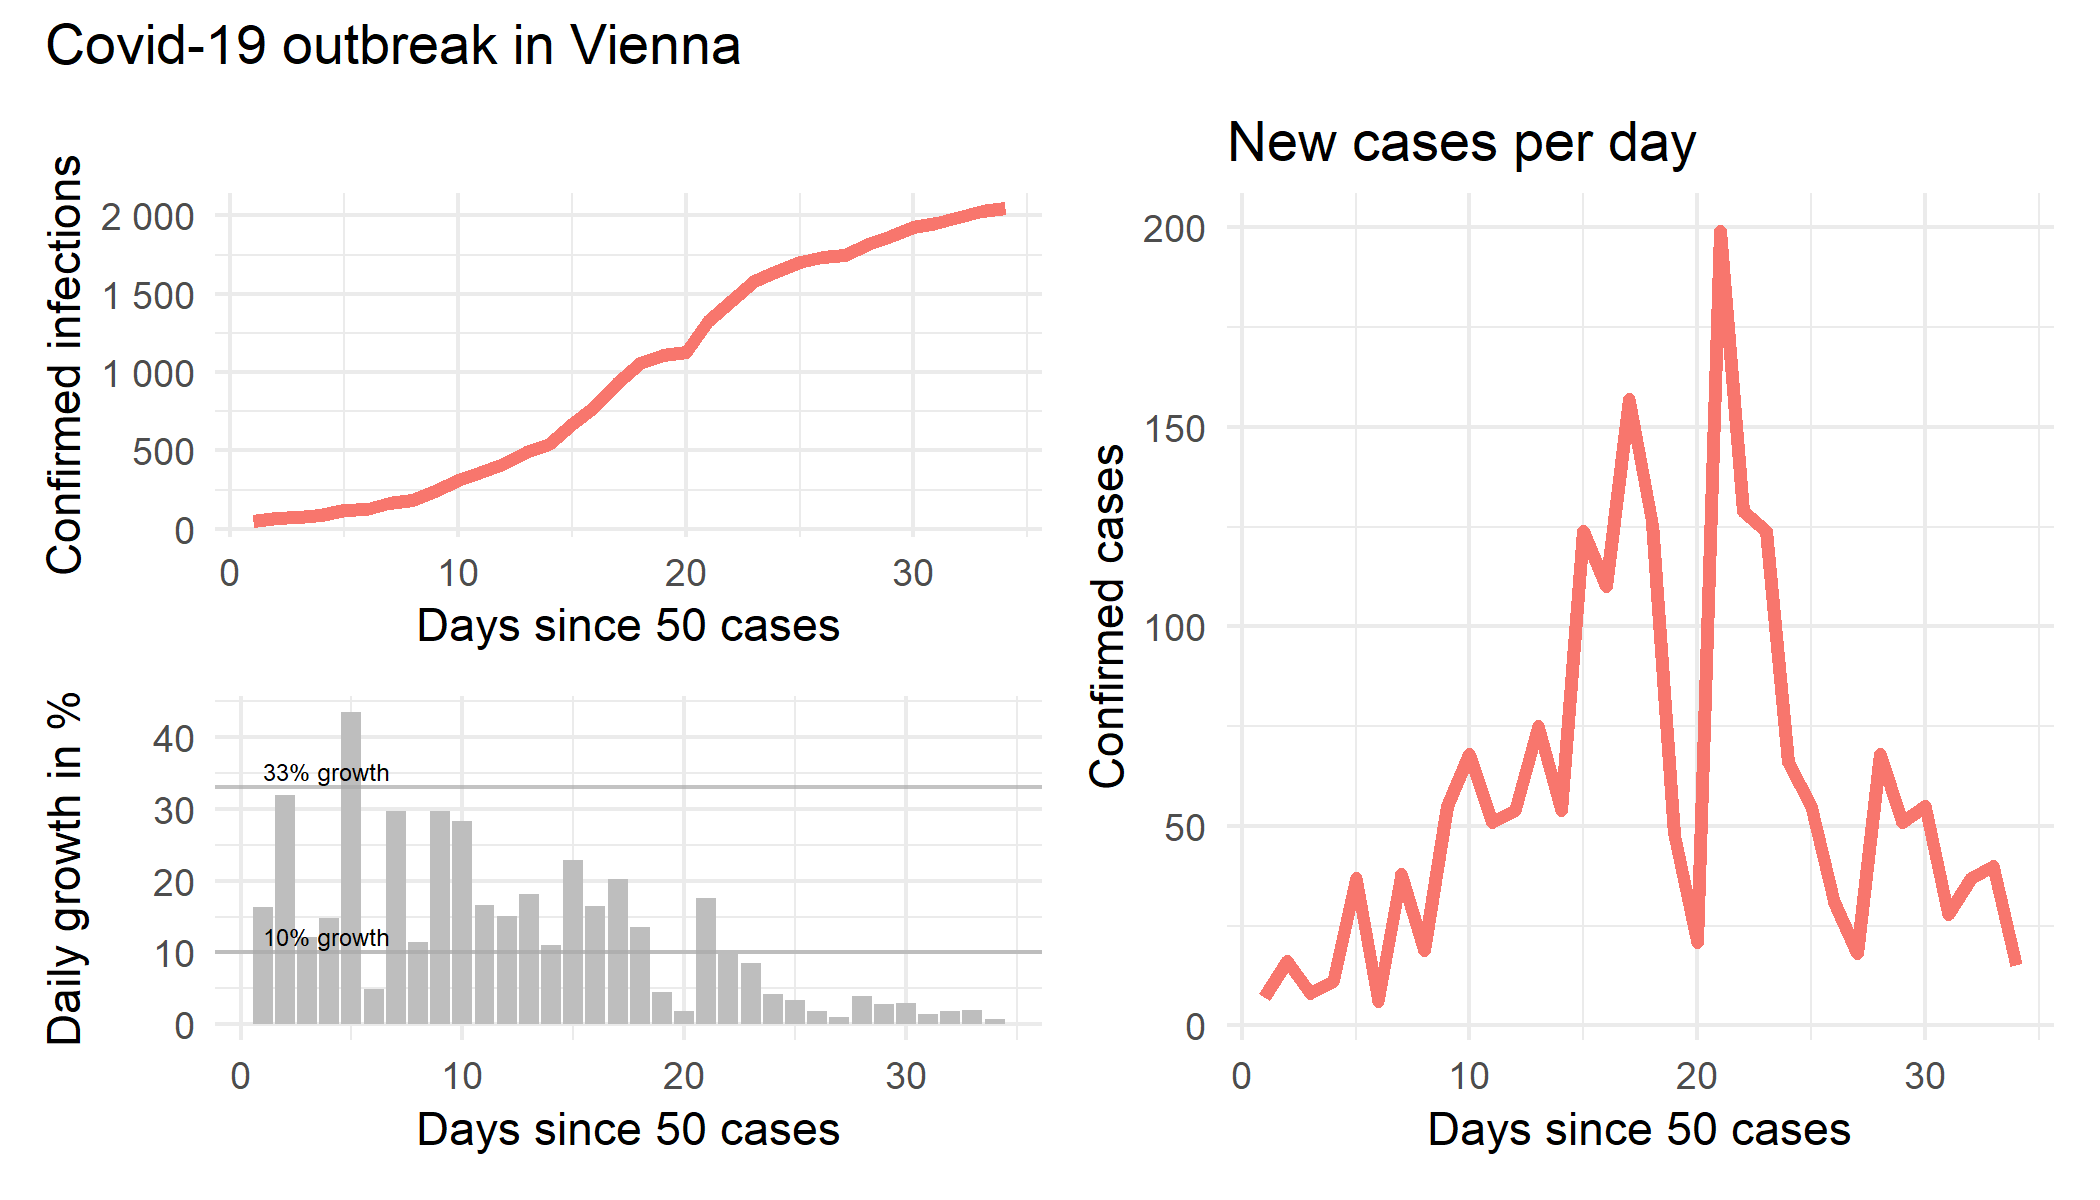 Covid-19 outbreak in Vienna
Confirmed infections
2 000
1 500
1 000
500
0
0 10 20 30
Days since 50 cases
Daily growth in %
40
30
20
10
0
33% growth
10% growth
0 10 20 30
Days since 50 cases
New cases per day
Confirmed cases
200
150
100
50
0
0 10 20 30
Days since 50 cases